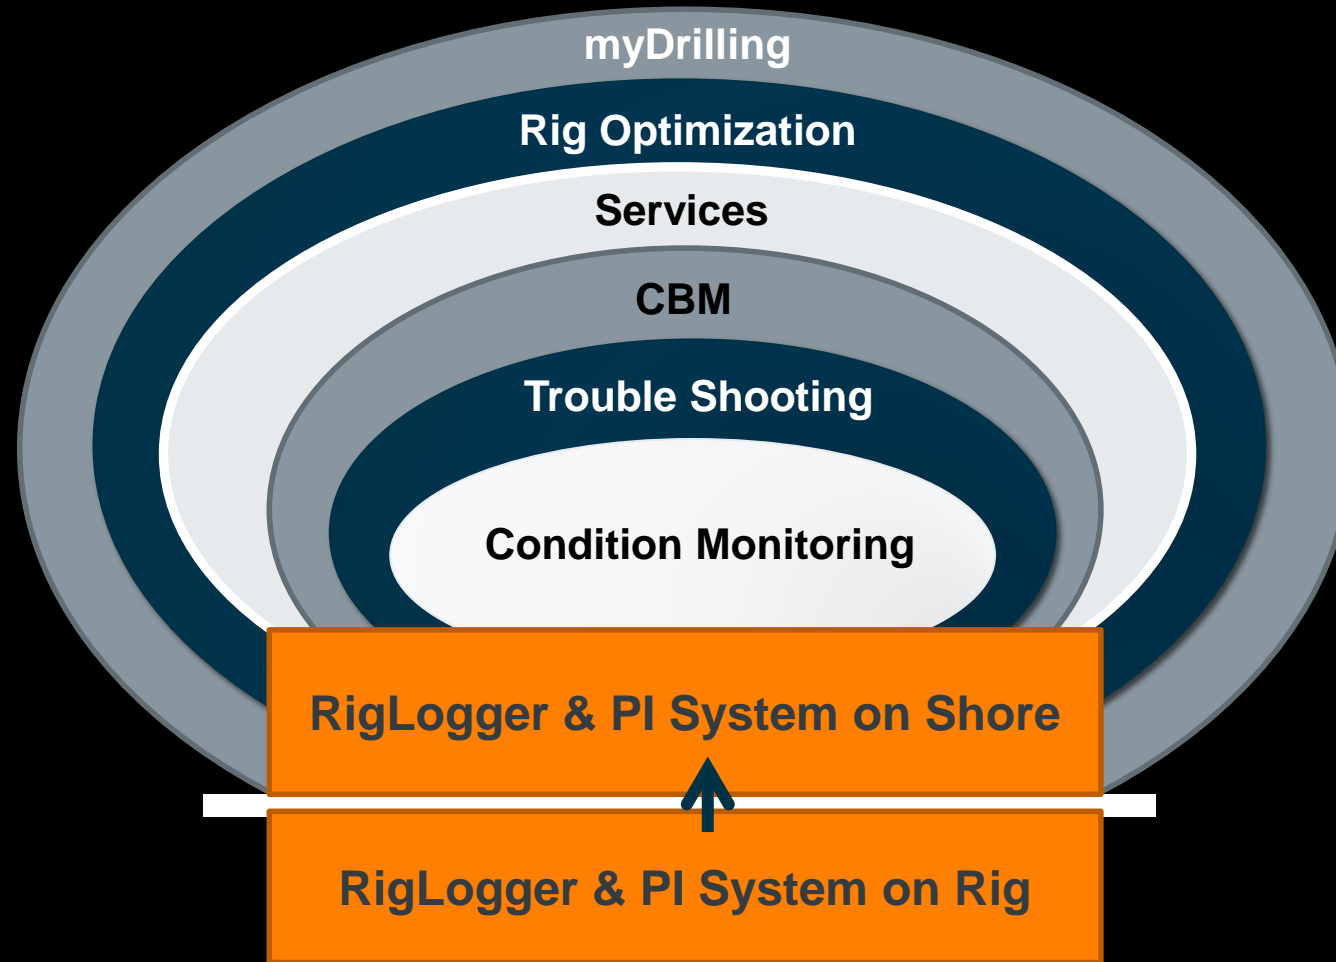 myDrilling
Rig Optimization
Services
CBM
Trouble Shooting
Condition Monitoring
RigLogger & PI System on Shore
RigLogger & PI System on Rig